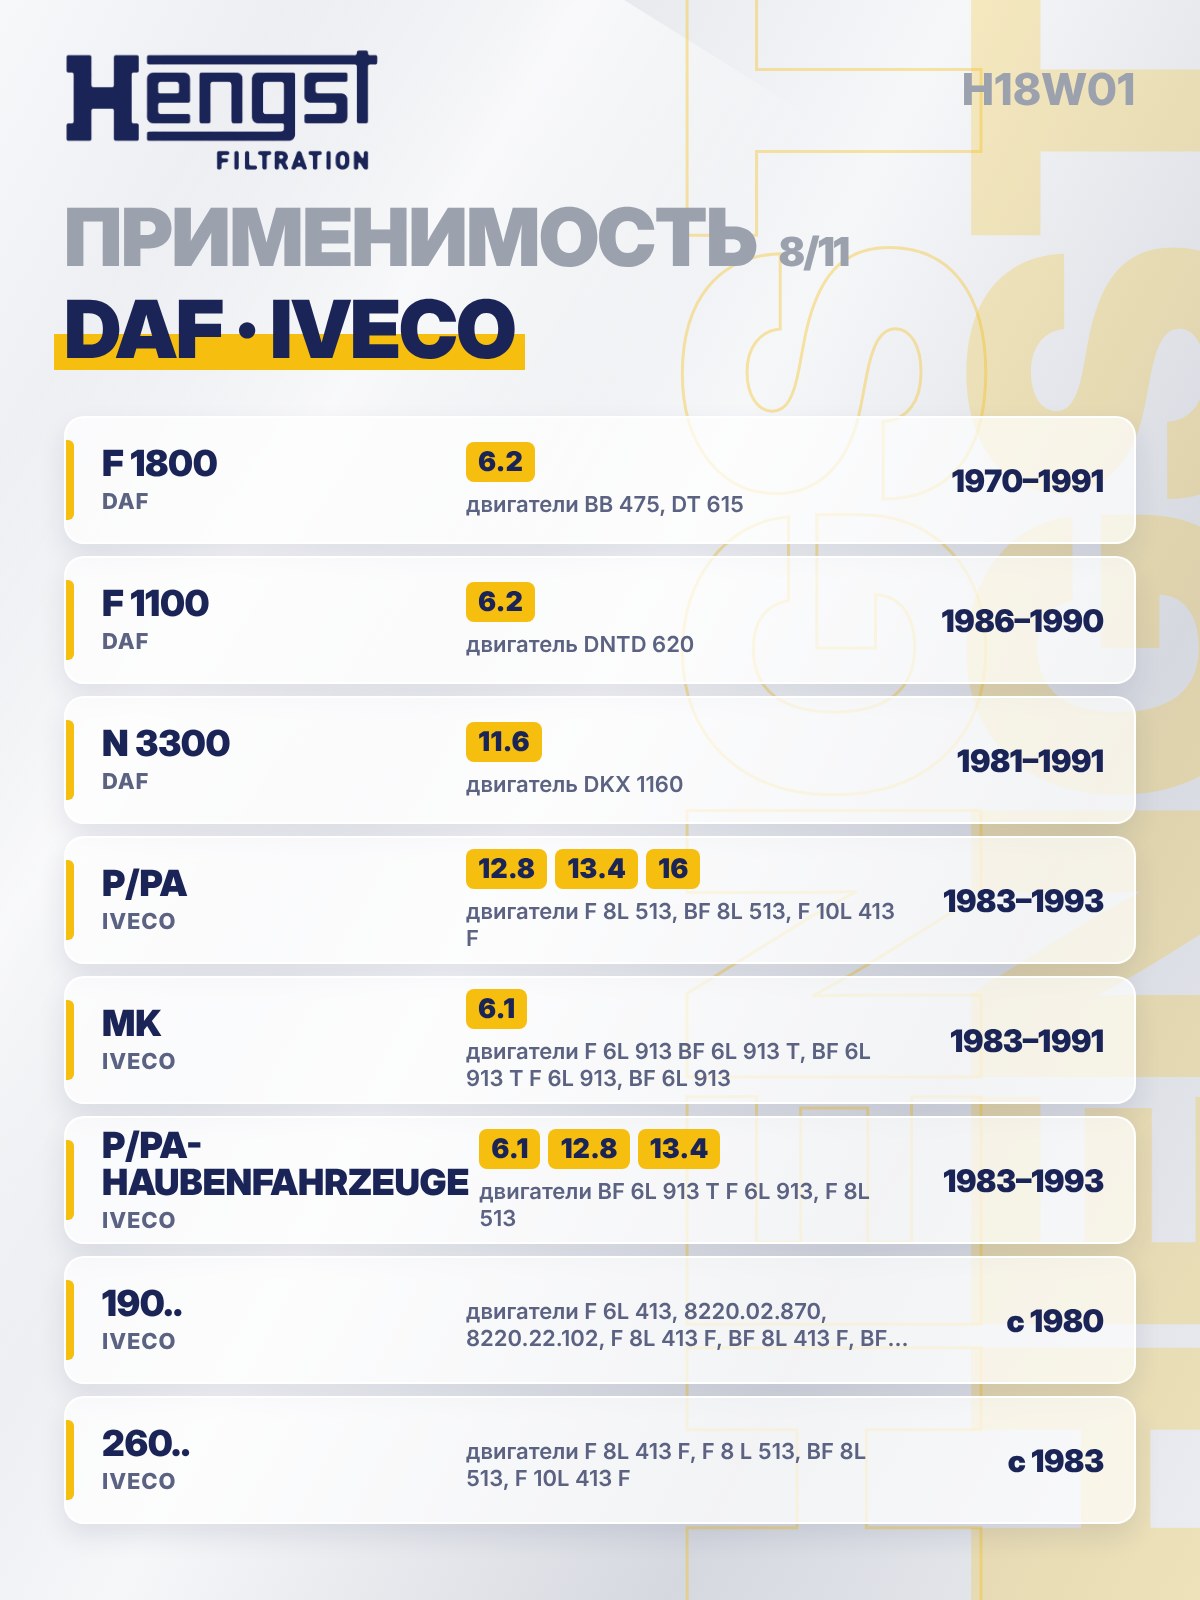 Hengst
FILTRATION
H18W01
ПРИМЕНИМОСТЬ 8/11
DAF · IVECO
F 1800
DAF
6.2
двигатели BB 475, DT 615
1970–1991
F 1100
DAF
6.2
двигатель DNTD 620
1986–1990
N 3300
DAF
11.6
двигатель DKX 1160
1981–1991
P/PA
IVECO
12.8 13.4 16
двигатели F 8L 513, BF 8L 513, F 10L 413
F
1983–1993
MK
IVECO
6.1
двигатели F 6L 913 BF 6L 913 T, BF 6L
913 T F 6L 913, BF 6L 913
1983–1991
P/PA-
HAUBENFAHRZEUGE
IVECO
6.1 12.8 13.4
двигатели BF 6L 913 T F 6L 913, F 8L
513
1983–1993
190..
IVECO
двигатели F 6L 413, 8220.02.870,
8220.22.102, F 8L 413 F, BF 8L 413 F, BF...
с 1980
260..
IVECO
двигатели F 8L 413 F, F 8 L 513, BF 8L
513, F 10L 413 F
с 1983
HENGST